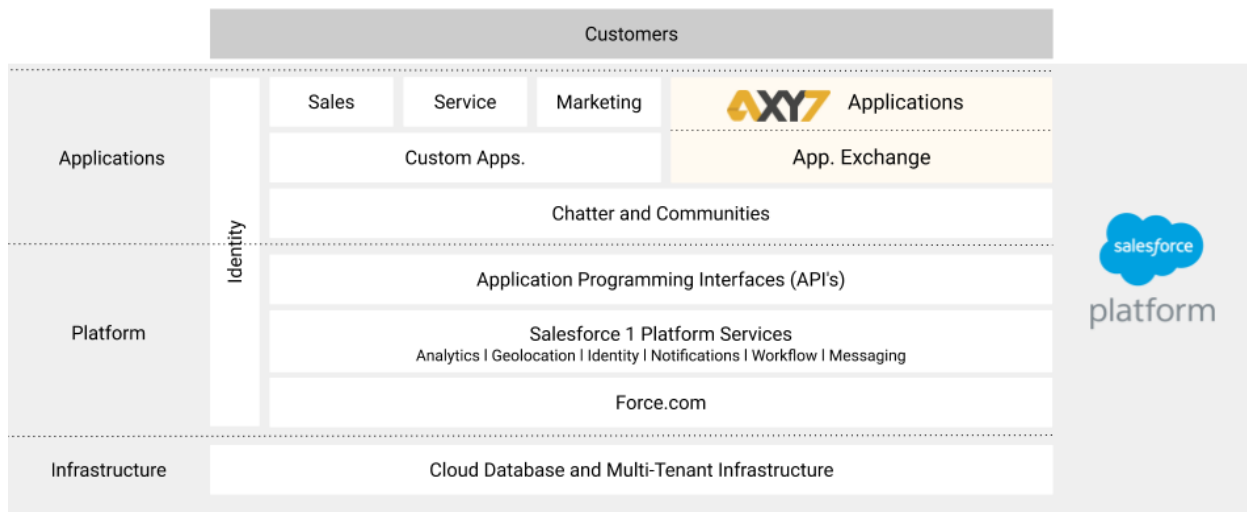 Customers
Applications
Identity
Sales
Service
Marketing
AXY7 Applications
Custom Apps.
App. Exchange
Chatter and Communities
Platform
Application Programming Interfaces (API's)
Salesforce 1 Platform Services
Analytics l Geolocation l Identity l Notifications l Workflow l Messaging
Force.com
salesforce
platform
Infrastructure
Cloud Database and Multi-Tenant Infrastructure